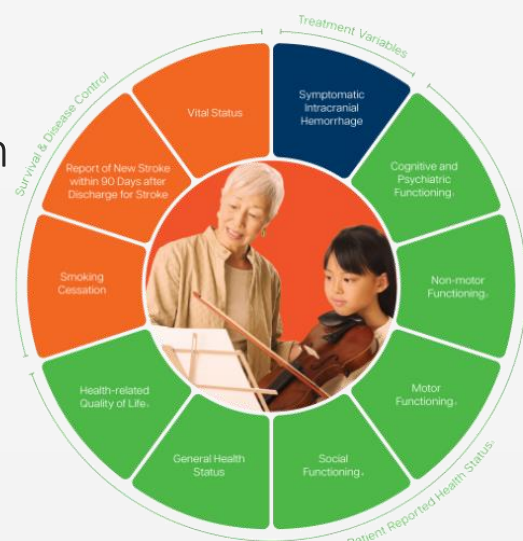 Treatment Variables
Survival & Disease Control
Symptomatic
Intracranial
Hemorrhage
Vital Status
Report of New Stroke
within 90 Days after
Discharge for Stroke
Smoking
Cessation
Cognitive and
Psychiatric
Functioning
Non-motor
Functioning
Motor
Functioning
Social
Functioning
General Health
Status
Health-related
Quality of Life
Patient Reported Health Status